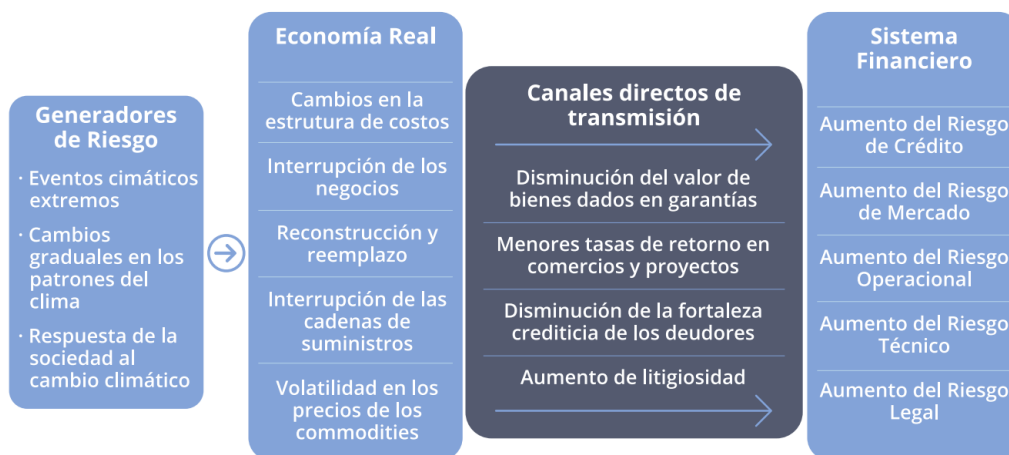 Generadores
de Riesgo
· Eventos cimáticos
extremos
· Cambios
graduales en los
patrones del
clima
· Respuesta de la
sociedad al
cambio climático
Economía Real
Cambios en la
estrutura de costos
Interrupción de los
negocios
Reconstrucción y
reemplazo
Interrupción de las
cadenas de
suministros
Volatilidad en los
precios de los
commodities
Canales directos de
transmisión
Disminución del valor de
bienes dados en garantías
Menores tasas de retorno en
comercios y proyectos
Disminución de la fortaleza
crediticia de los deudores
Aumento de litigiosidad
Sistema
Financiero
Aumento del Riesgo
de Crédito
Aumento del Riesgo
de Mercado
Aumento del Riesgo
Operacional
Aumento del Riesgo
Técnico
Aumento del Riesgo
Legal